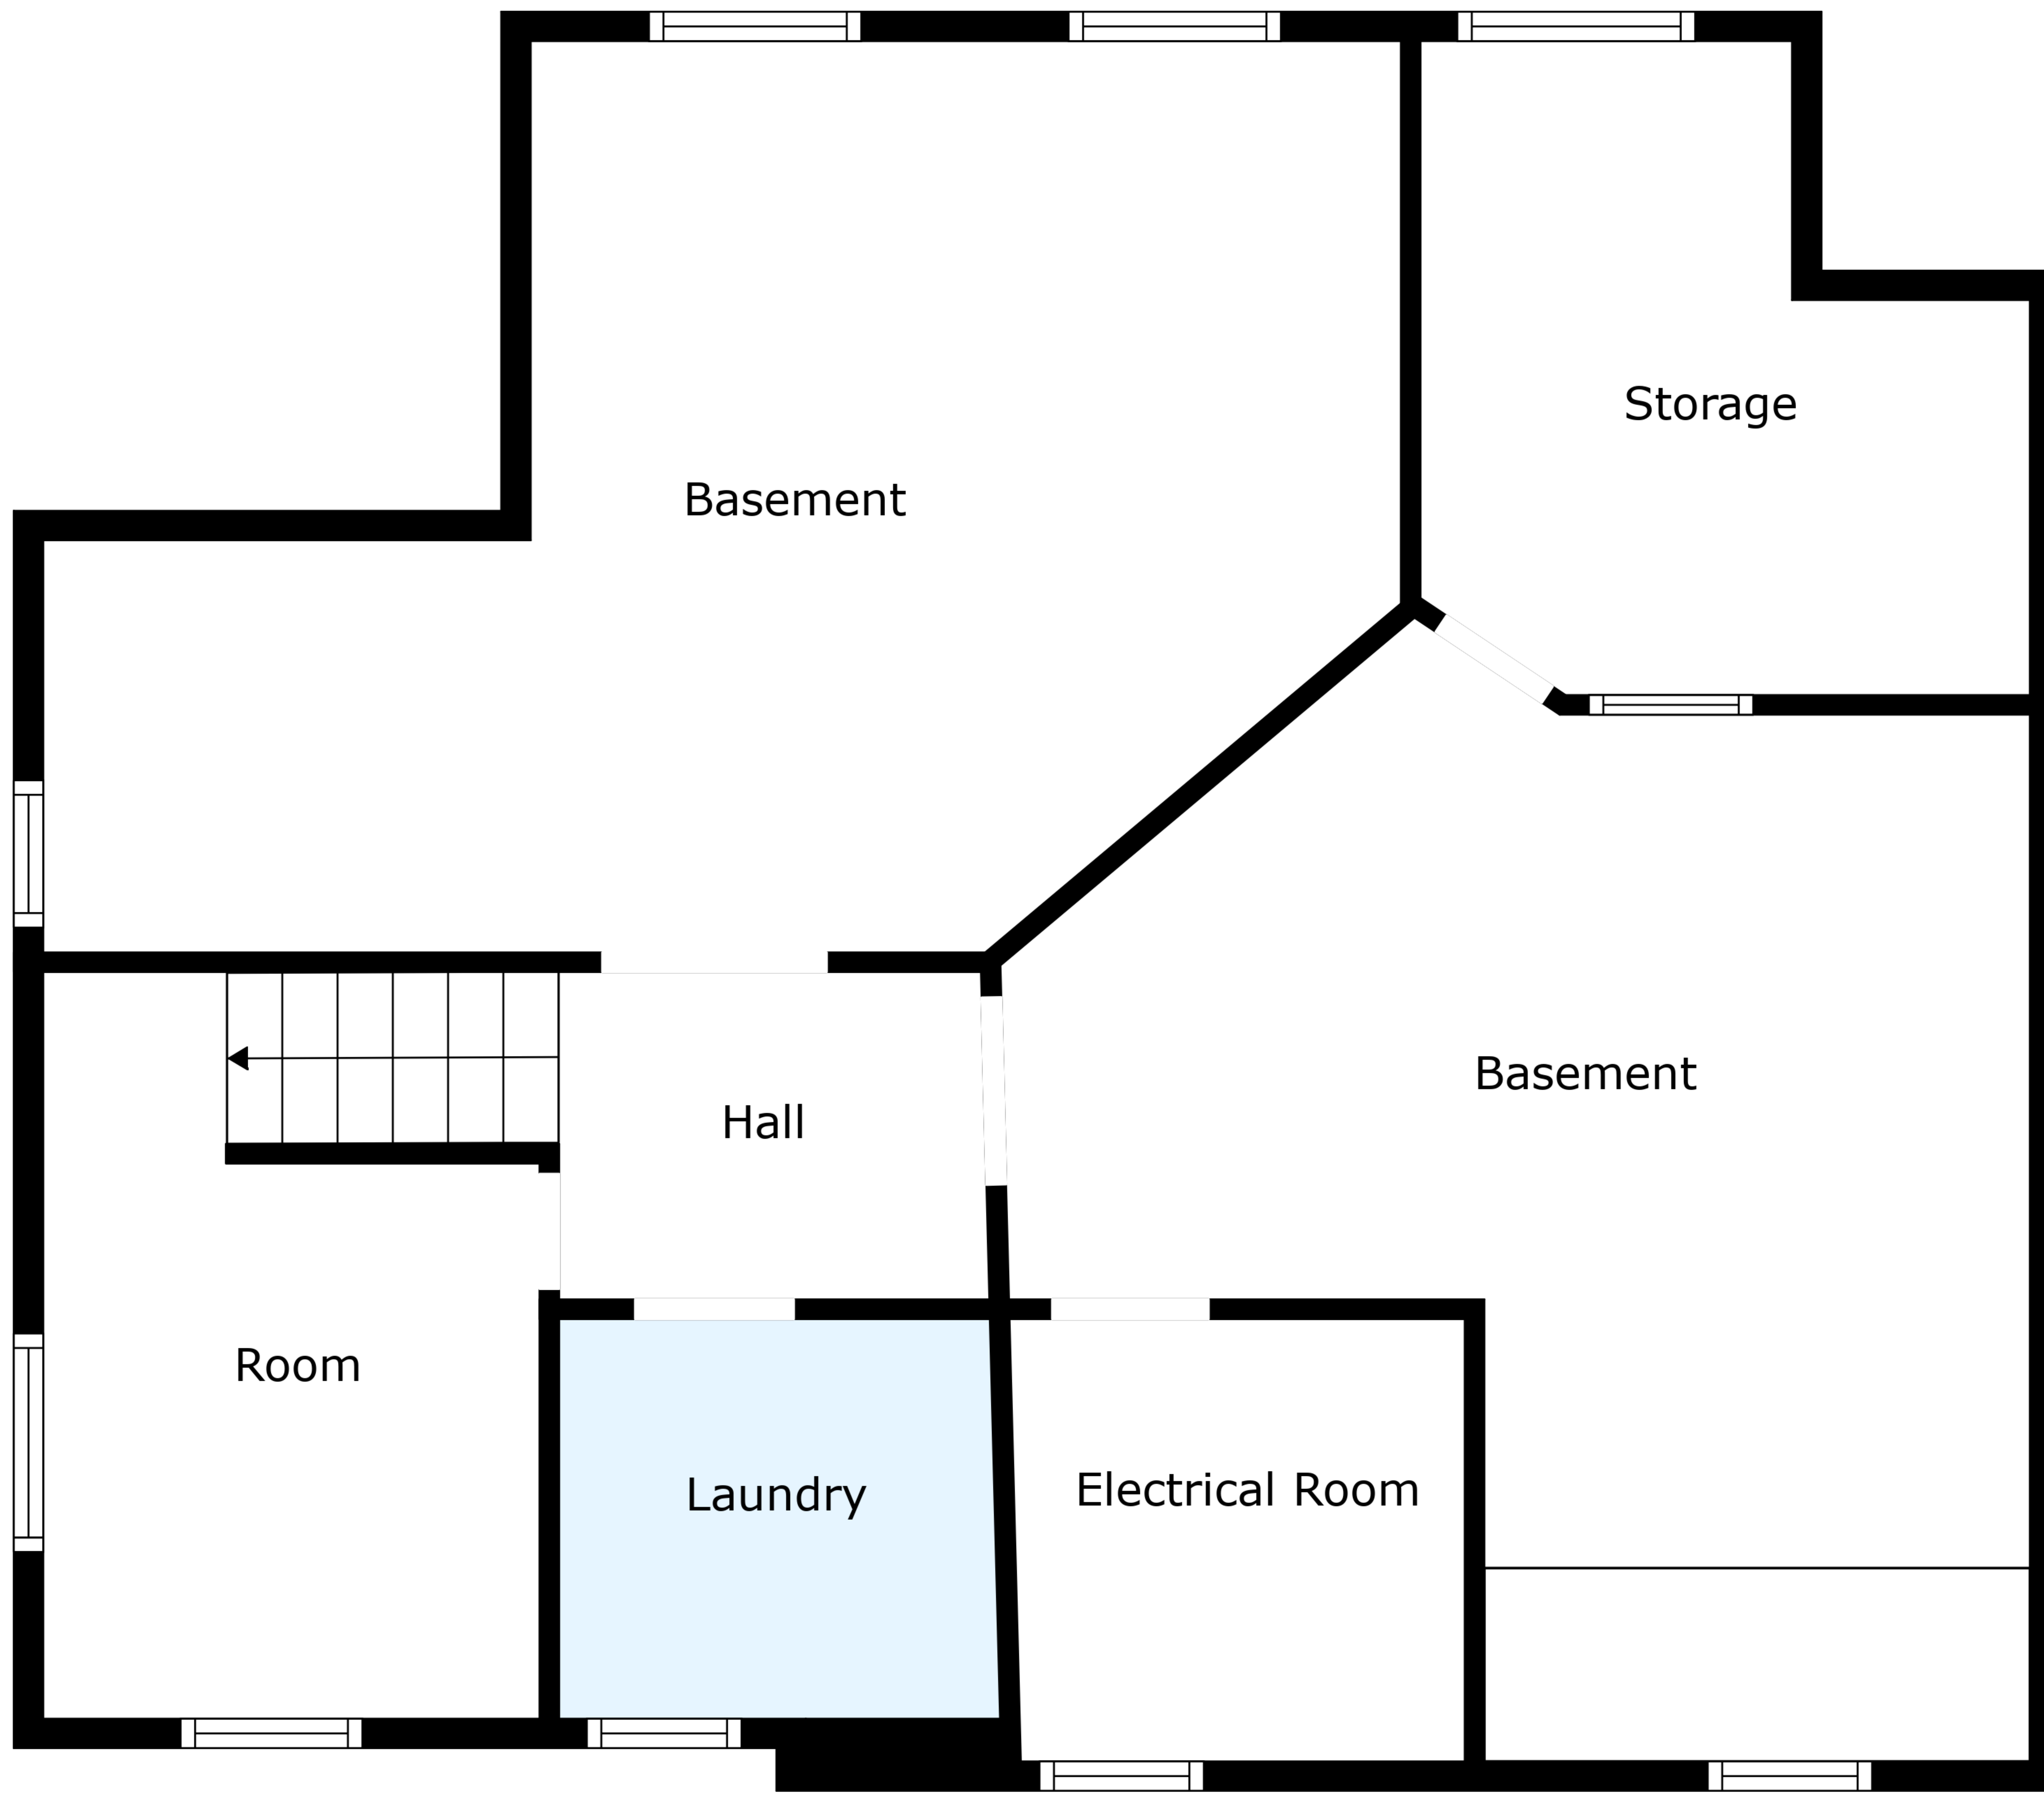 Storage
Basement
Basement
Hall
Room
Laundry
Electrical Room